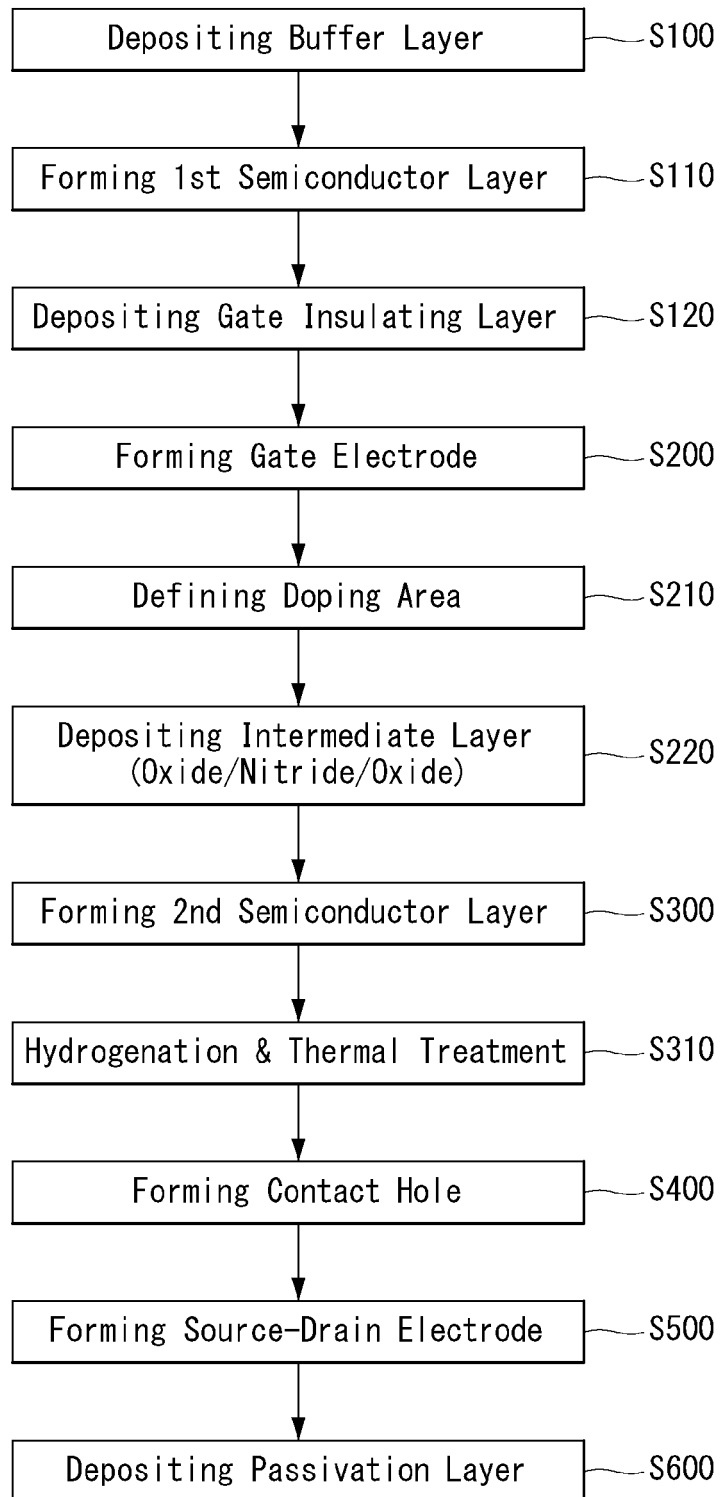 Depositing Buffer Layer S100
Forming 1st Semiconductor Layer S110
Depositing Gate Insulating Layer S120
Forming Gate Electrode S200
Defining Doping Area S210
Depositing Intermediate Layer
(Oxide/Nitride/Oxide) S220
Forming 2nd Semiconductor Layer S300
Hydrogenation & Thermal Treatment S310
Forming Contact Hole S400
Forming Source-Drain Electrode S500
Depositing Passivation Layer S600